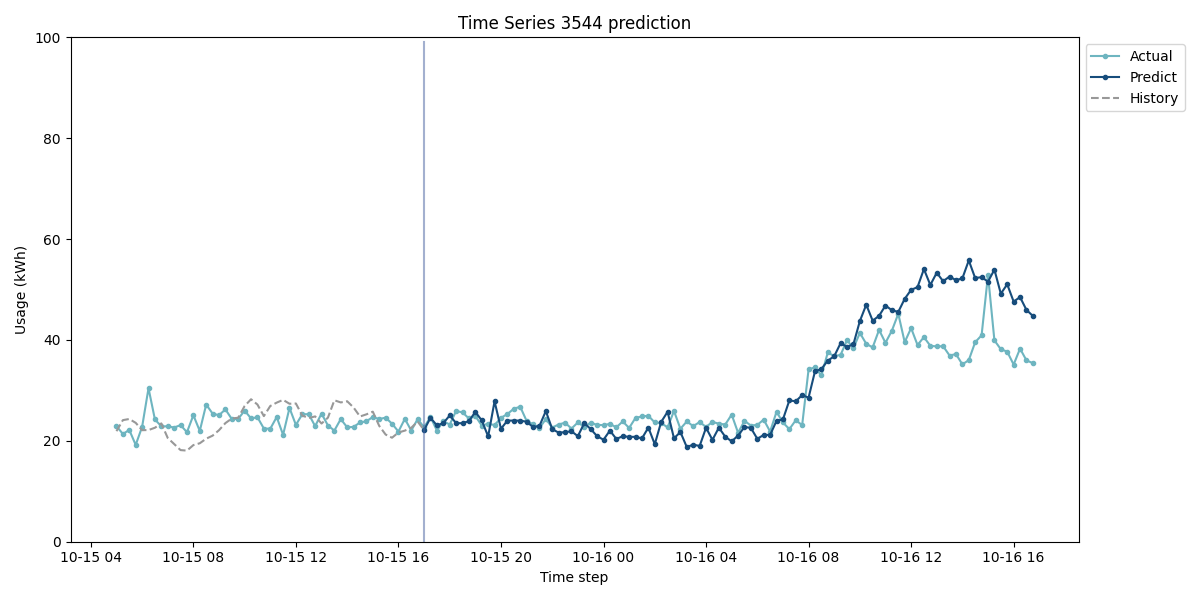 Time Series 3544 prediction
Usage (kWh)
100
80
60
40
20
0
10-15 04
10-15 08
10-15 12
10-15 16
10-15 20
10-16 00
10-16 04
10-16 08
10-16 12
10-16 16
Time step
Actual
Predict
History